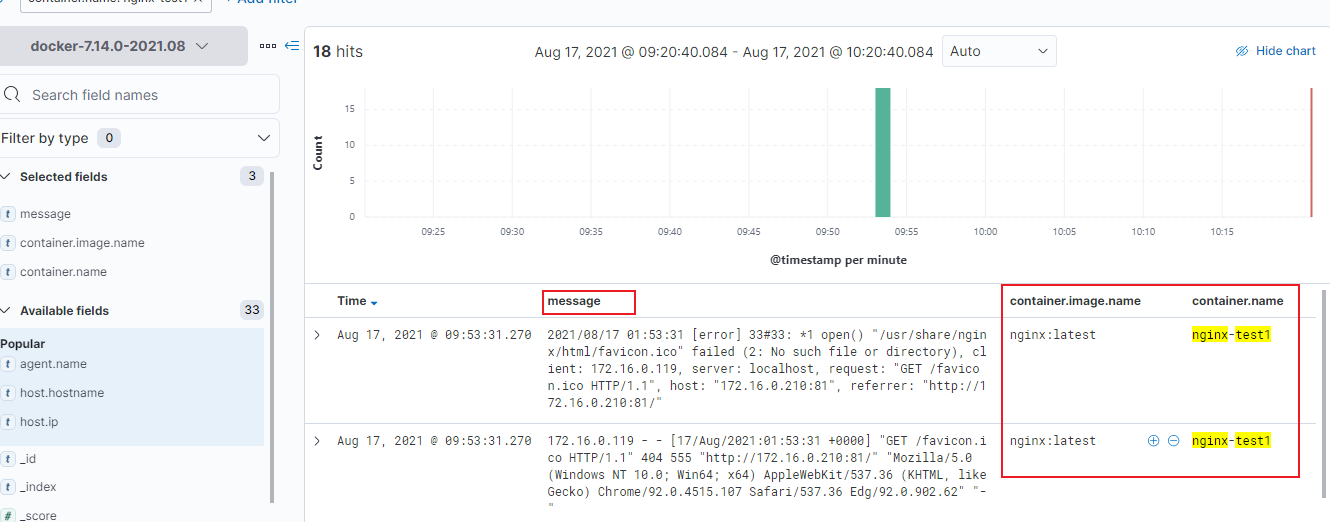 container.name: nginx-test1 ×
+ Add filter
docker-7.14.0-2021.08
Search field names
Filter by type 0
Selected fields 3
t message
t container.image.name
t container.name
Available fields 33
Popular
t agent.name
t host.hostname
t host.ip
t _id
t _index
# _score
18 hits
Aug 17, 2021 @ 09:20:40.084 - Aug 17, 2021 @ 10:20:40.084
Auto
Hide chart
Count
15
10
5
0
09:25 09:30 09:35 09:40 09:45 09:50 09:55 10:00 10:05 10:10 10:15
@timestamp per minute
Time message container.image.name container.name
Aug 17, 2021 @ 09:53:31.270
2021/08/17 01:53:31 [error] 33#33: *1 open() "/usr/share/ngin
x/html/favicon.ico" failed (2: No such file or directory), cl
ient: 172.16.0.119, server: localhost, request: "GET /favico
n.ico HTTP/1.1", host: "172.16.0.210:81", referrer: "http://1
72.16.0.210:81/"
nginx:latest
nginx-test1
Aug 17, 2021 @ 09:53:31.270
172.16.0.119 - - [17/Aug/2021:01:53:31 +0000] "GET /favicon.i
co HTTP/1.1" 404 555 "http://172.16.0.210:81/" "Mozilla/5.0
(Windows NT 10.0; Win64; x64) AppleWebKit/537.36 (KHTML, like
Gecko) Chrome/92.0.4515.107 Safari/537.36 Edg/92.0.902.62" "-
"
nginx:latest
nginx-test1